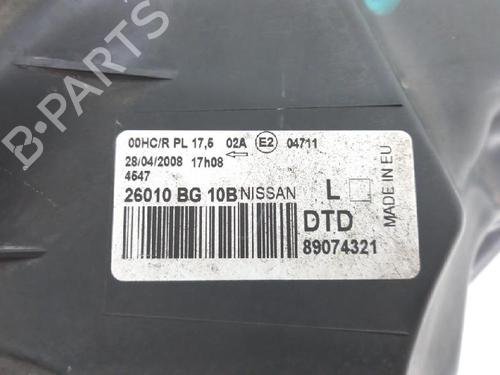 B-PARTS
00HC/R PL 17,5 02A E2 04711
28/04/2008 17h08
4547
26010 BG 10B NISSAN L
DTD
89074321
MADE IN EU